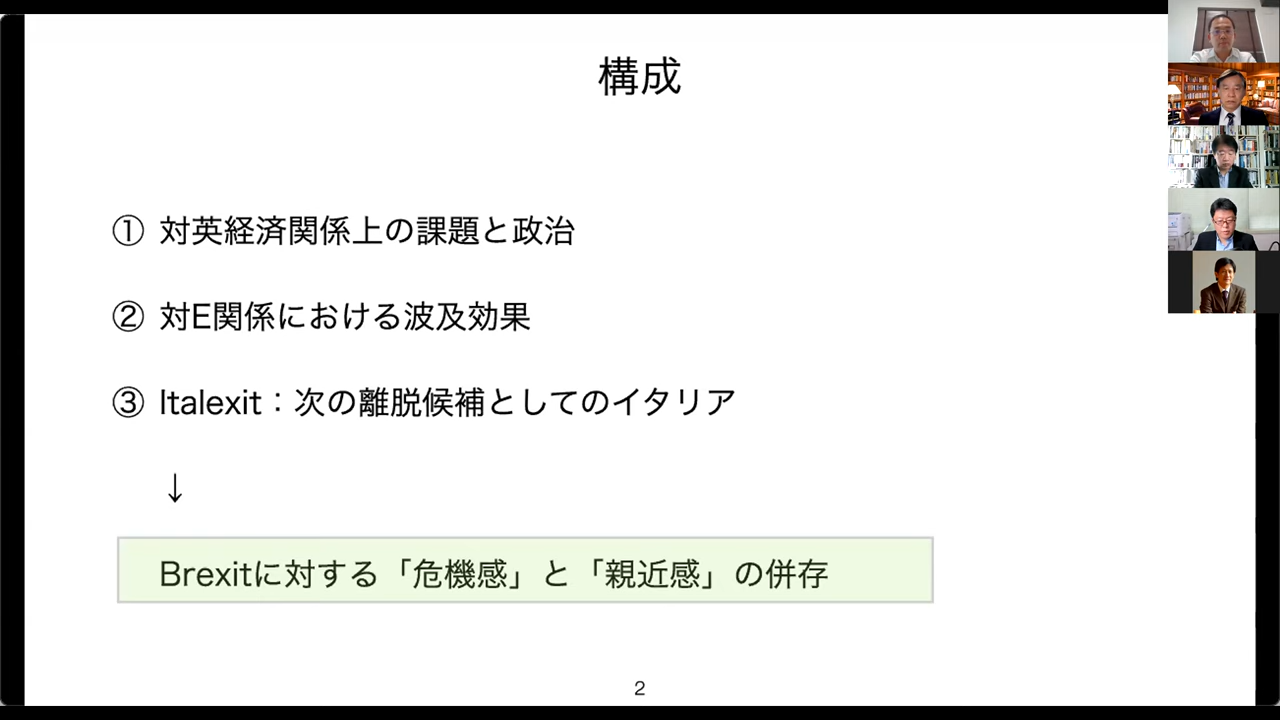 構成
① 対英経済関係上の課題と政治
② 対E関係における波及効果
③ Italexit：次の離脱候補としてのイタリア
↓
Brexitに対する「危機感」と「親近感」の併存
2